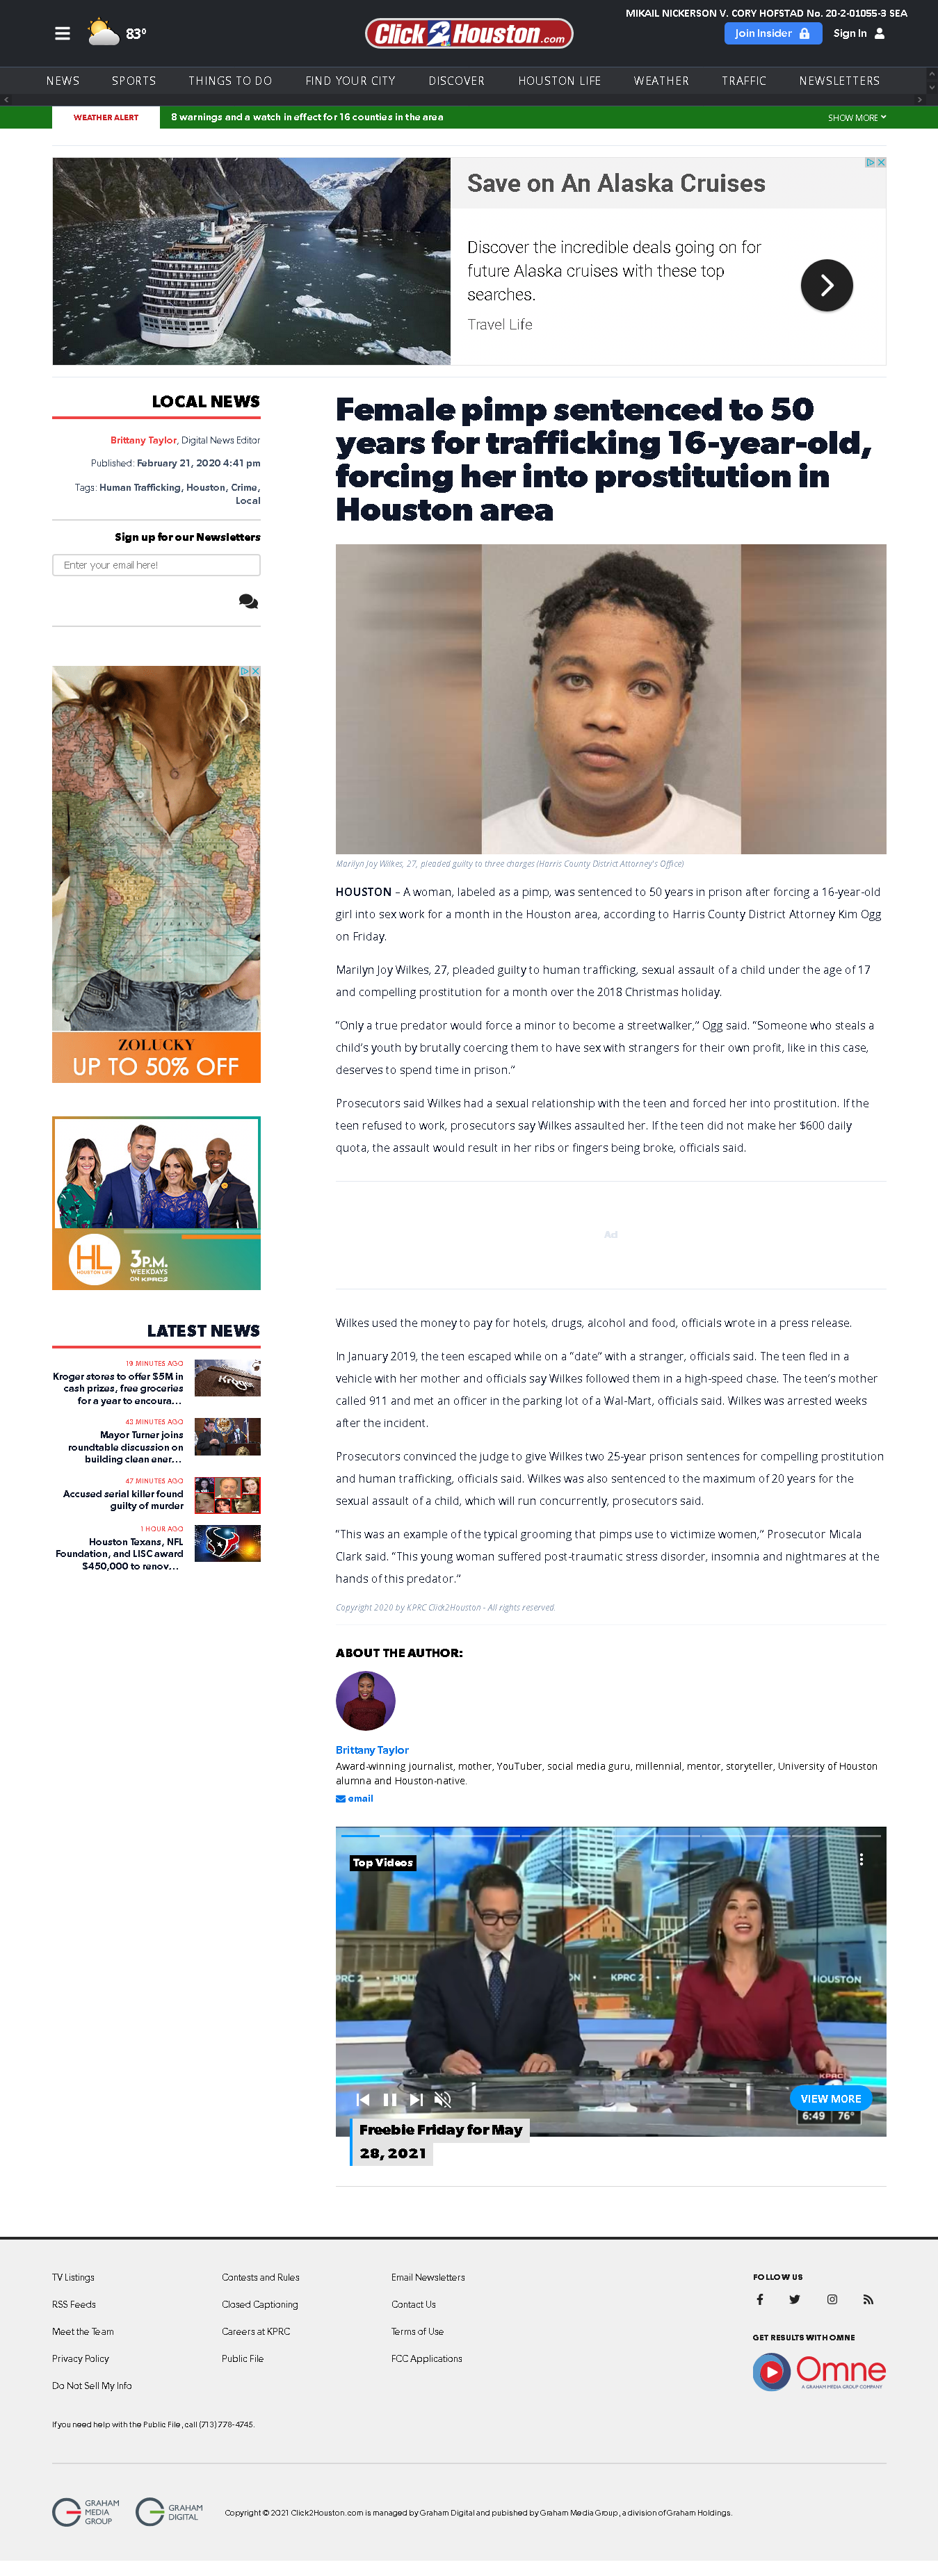 MIKAIL NICKERSON V. CORY HOFSTAD No. 20-2-01055-3 SEA
83°
Click2Houston.com
Join Insider
Sign In
NEWS SPORTS THINGS TO DO FIND YOUR CITY DISCOVER HOUSTON LIFE WEATHER TRAFFIC NEWSLETTERS
WEATHER ALERT
8 warnings and a watch in effect for 16 counties in the area
SHOW MORE
Save on An Alaska Cruises
Discover the incredible deals going on for
future Alaska cruises with these top
searches.
Travel Life
LOCAL NEWS
Brittany Taylor, Digital News Editor
Published: February 21, 2020 4:41 pm
Tags: Human Trafficking, Houston, Crime,
Local
Sign up for our Newsletters
Enter your email here!
ZOLUCKY
UP TO 50% OFF
HL
HOUSTON LIFE
3P.M.
WEEKDAYS
ON KPRC2
LATEST NEWS
19 MINUTES AGO
Kroger stores to offer $5M in
cash prizes, free groceries
for a year to encoura...
Kroger
43 MINUTES AGO
Mayor Turner joins
roundtable discussion on
building clean ener...
47 MINUTES AGO
Accused serial killer found
guilty of murder
1 HOUR AGO
Houston Texans, NFL
Foundation, and LISC award
$450,000 to renov...
Female pimp sentenced to 50
years for trafficking 16-year-old,
forcing her into prostitution in
Houston area
Marilyn Joy Wilkes, 27, pleaded guilty to three charges (Harris County District Attorney's Office)
HOUSTON – A woman, labeled as a pimp, was sentenced to 50 years in prison after forcing a 16-year-old
girl into sex work for a month in the Houston area, according to Harris County District Attorney Kim Ogg
on Friday.
Marilyn Joy Wilkes, 27, pleaded guilty to human trafficking, sexual assault of a child under the age of 17
and compelling prostitution for a month over the 2018 Christmas holiday.
“Only a true predator would force a minor to become a streetwalker,” Ogg said. “Someone who steals a
child’s youth by brutally coercing them to have sex with strangers for their own profit, like in this case,
deserves to spend time in prison.”
Prosecutors said Wilkes had a sexual relationship with the teen and forced her into prostitution. If the
teen refused to work, prosecutors say Wilkes assaulted her. If the teen did not make her $600 daily
quota, the assault would result in her ribs or fingers being broke, officials said.
Ad
Wilkes used the money to pay for hotels, drugs, alcohol and food, officials wrote in a press release.
In January 2019, the teen escaped while on a “date” with a stranger, officials said. The teen fled in a
vehicle with her mother and officials say Wilkes followed them in a high-speed chase. The teen’s mother
called 911 and met an officer in the parking lot of a Wal-Mart, officials said. Wilkes was arrested weeks
after the incident.
Prosecutors convinced the judge to give Wilkes two 25-year prison sentences for compelling prostitution
and human trafficking, officials said. Wilkes was also sentenced to the maximum of 20 years for the
sexual assault of a child, which will run concurrently, prosecutors said.
“This was an example of the typical grooming that pimps use to victimize women,” Prosecutor Micala
Clark said. “This young woman suffered post-traumatic stress disorder, insomnia and nightmares at the
hands of this predator.”
Copyright 2020 by KPRC Click2Houston - All rights reserved.
ABOUT THE AUTHOR:
Brittany Taylor
Award-winning journalist, mother, YouTuber, social media guru, millennial, mentor, storyteller, University of Houston
alumna and Houston-native.
email
Top Videos
PRC 2 HOUSTON KPRC 2 HOUSTON
VIEW MORE
6:49 76°
Freebie Friday for May
28, 2021
TV Listings
RSS Feeds
Meet the Team
Privacy Policy
Do Not Sell My Info
Contests and Rules
Closed Captioning
Careers at KPRC
Public File
Email Newsletters
Contact Us
Terms of Use
FCC Applications
FOLLOW US
GET RESULTS WITH OMNE
Omne
A GRAHAM MEDIA GROUP COMPANY
If you need help with the Public File, call (713) 778-4745.
GRAHAM
MEDIA
GROUP
GRAHAM
DIGITAL
Copyright © 2021 Click2Houston.com is managed by Graham Digital and pubished by Graham Media Group, a division of Graham Holdings.